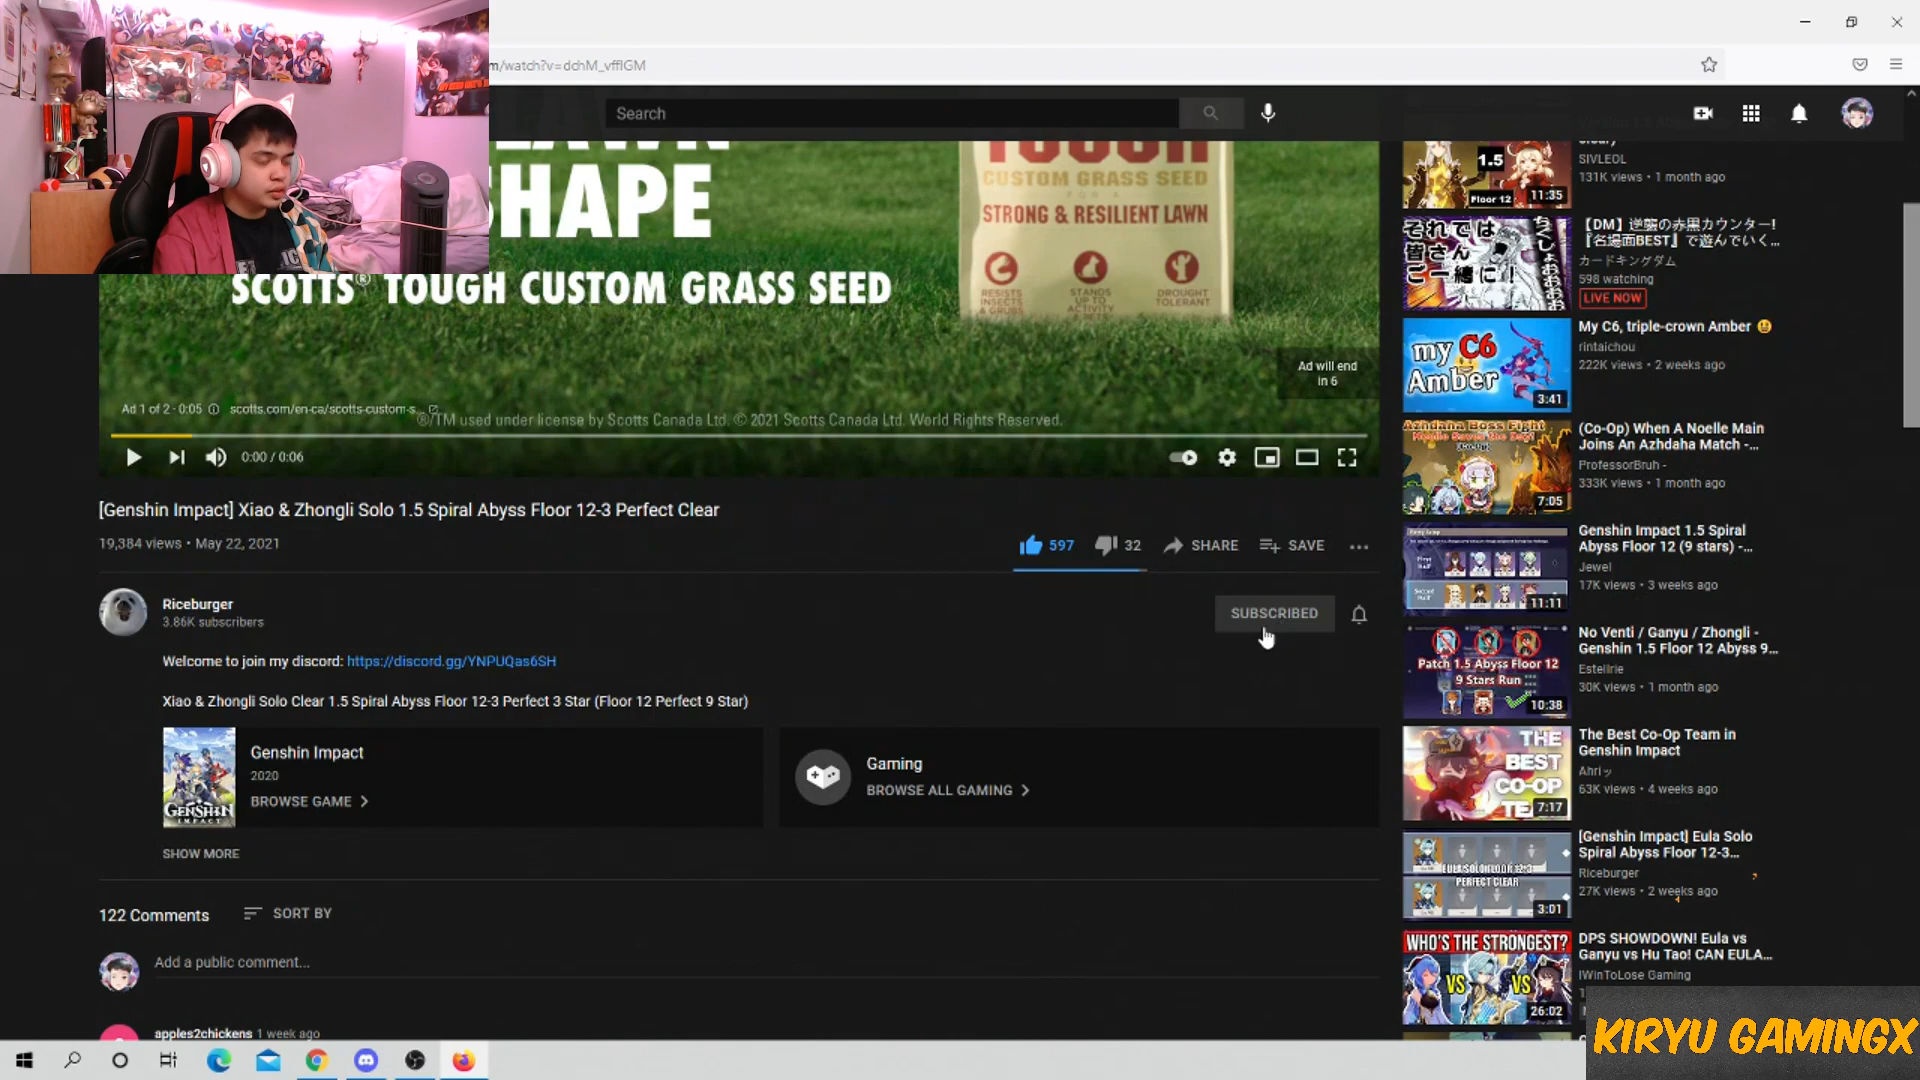 m/watch?v=dchM_vfflGM
Search
SHAPE
SCOTTS® TOUGH CUSTOM GRASS SEED
TOUGH
CUSTOM GRASS SEED
FOR A
STRONG & RESILIENT LAWN
RESISTS
INSECTS
& GRUBS
STANDS
UP TO
ACTIVITY
DROUGHT
TOLERANT
Ad will end
in 6
Ad 1 of 2 · 0:05
scotts.com/en-ca/scotts-custom-s...
®/TM used under license by Scotts Canada Ltd. © 2021 Scotts Canada Ltd. World Rights Reserved.
0:00 / 0:06
[Genshin Impact] Xiao & Zhongli Solo 1.5 Spiral Abyss Floor 12-3 Perfect Clear
19,384 views • May 22, 2021
597
32
SHARE
SAVE
Riceburger
3.86K subscribers
SUBSCRIBED
Welcome to join my discord: https://discord.gg/YNPUQas6SH
Xiao & Zhongli Solo Clear 1.5 Spiral Abyss Floor 12-3 Perfect 3 Star (Floor 12 Perfect 9 Star)
GENSHIN
IMPACT
Genshin Impact
2020
BROWSE GAME
Gaming
BROWSE ALL GAMING
SHOW MORE
122 Comments
SORT BY
Add a public comment...
apples2chickens 1 week ago
1.5
Floor 12
11:35
SIVLEOL
131K views • 1 month ago
それでは
皆さん
ご一緒に!
【DM】逆襲の赤黒カウンター!
『名場面BEST』で遊んでいく...
カードキングダム
598 watching
LIVE NOW
my C6
Amber
3:41
My C6, triple-crown Amber 😃
rintaichou
222K views • 2 weeks ago
Azhdaha Boss Fight
Noelle Saves the Day!
7:05
(Co-Op) When A Noelle Main
Joins An Azhdaha Match -...
ProfessorBruh -
333K views • 1 month ago
11:11
Genshin Impact 1.5 Spiral
Abyss Floor 12 (9 stars) -...
Jewel
17K views • 3 weeks ago
Patch 1.5 Abyss Floor 12
9 Stars Run
10:38
No Venti / Ganyu / Zhongli -
Genshin 1.5 Floor 12 Abyss 9...
Estellrie
30K views • 1 month ago
THE
BEST
CO-OP
TE
7:17
The Best Co-Op Team in
Genshin Impact
Ahriッ
63K views • 4 weeks ago
EULA SOLO FLOOR 12-3
PERFECT CLEAR
3:01
[Genshin Impact] Eula Solo
Spiral Abyss Floor 12-3...
Riceburger
27K views • 2 weeks ago
WHO'S THE STRONGEST?
VS
VS
26:02
DPS SHOWDOWN! Eula vs
Ganyu vs Hu Tao! CAN EULA...
IWinToLose Gaming
KIRYU GAMINGX